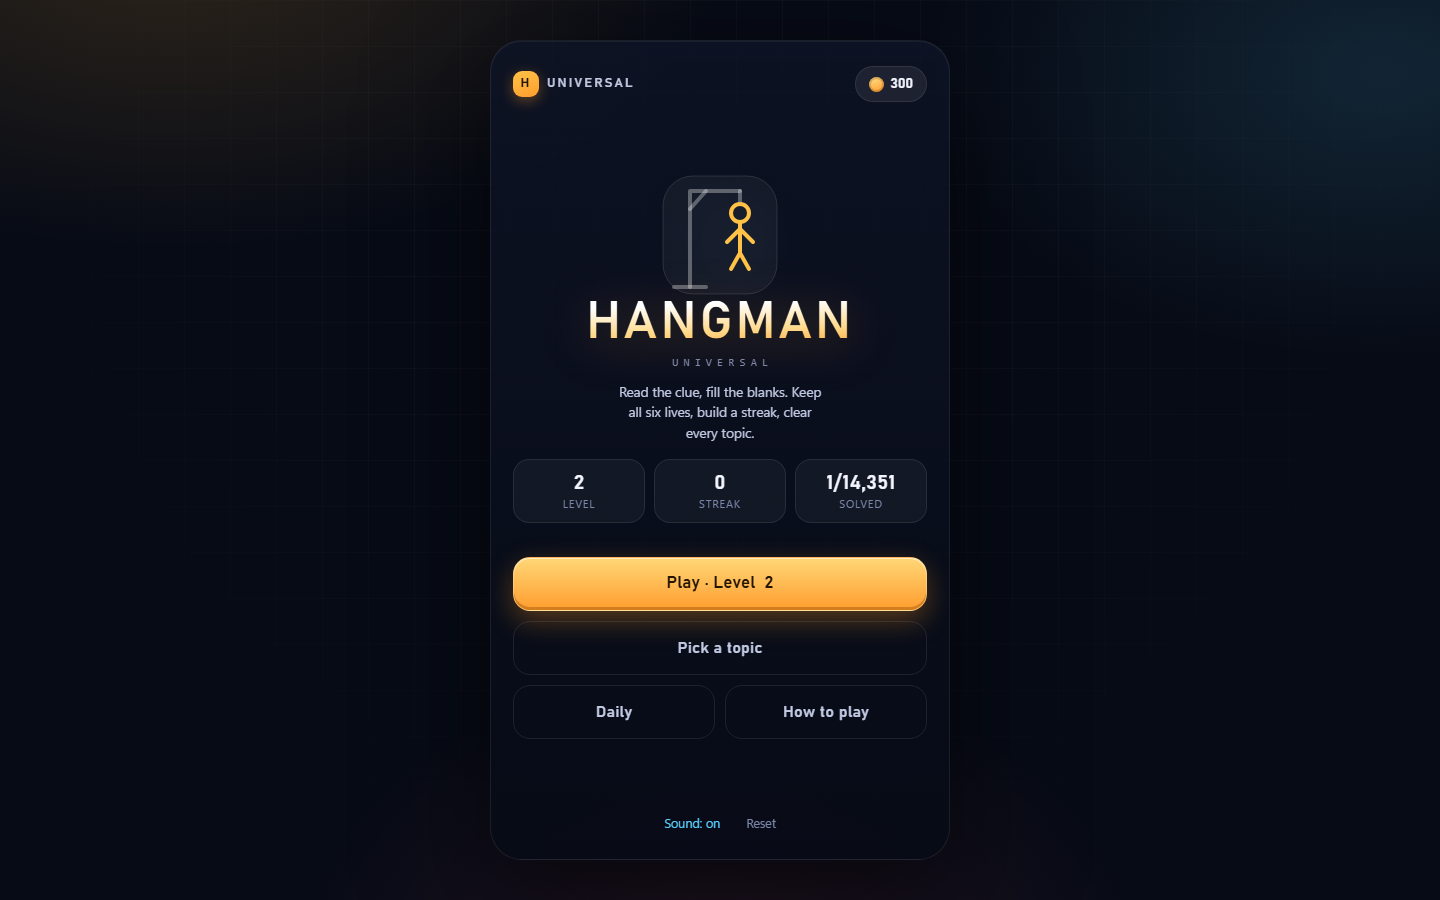 H UNIVERSAL
300
HANGMAN
UNIVERSAL
Read the clue, fill the blanks. Keep
all six lives, build a streak, clear
every topic.
2
LEVEL
0
STREAK
1/14,351
SOLVED
Play · Level 2
Pick a topic
Daily
How to play
Sound: on
Reset